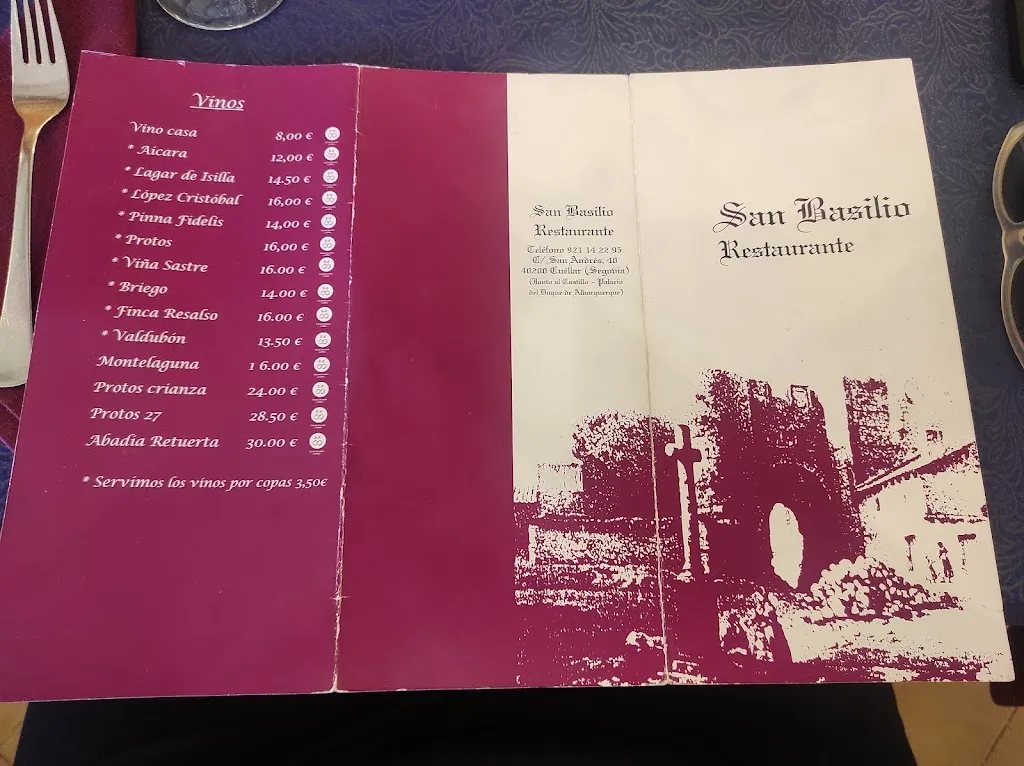 Vinos
Vino casa 8,00 €
* Aicara 12,00 €
* Lagar de Isilla 14.50 €
* López Cristóbal 16,00 €
* Pinna Fidelis 14,00 €
* Protos 16,00 €
* Viña Sastre 16.00 €
* Briego 14.00 €
* Finca Resalso 16.00 €
* Valdubón 13.50 €
Montelaguna 1 6.00 €
Protos crianza 24.00 €
Protos 27 28.50 €
Abadia Retuerta 30.00 €
* Servimos los vinos por copas 3,50€
San Basilio
Restaurante
Teléfono 921 14 22 95
C/ San Andrés, 40
40200 Cuéllar (Segovia)
(Junto al Castillo - Palacio
del Duque de Alburquerque)
San Basilio
Restaurante